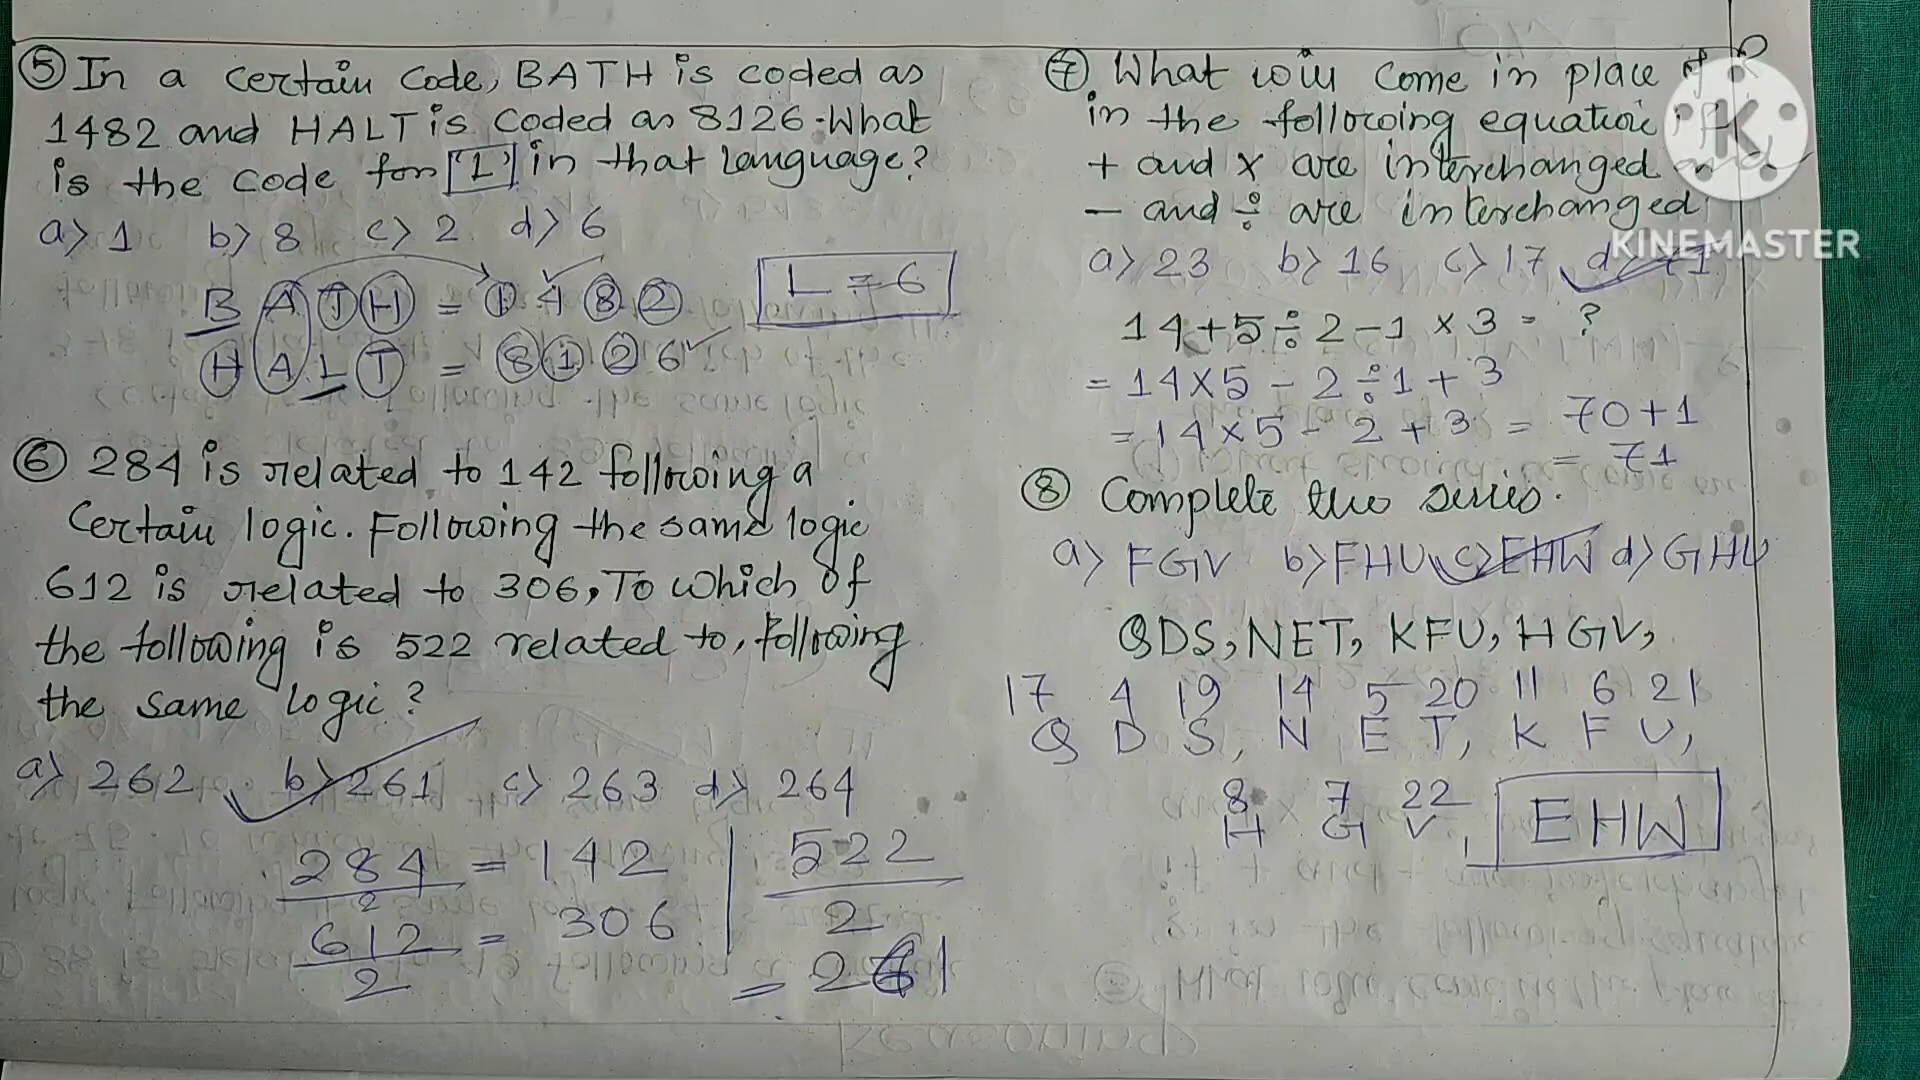 ⑤ In a certain code, BATH is coded as
1482 and HALT is coded as 8126. What
is the code for 'L' in that language?
a) 1 b) 8 c) 2 d) 6
B A T H = 1 4 8 2
L = 6
H A L T = 8 1 2 6
⑥ 284 is related to 142 following a
certain logic. Following the same logic
612 is related to 306, To which of
the following is 522 related to, following
the same logic?
a) 262 b) 261 c) 263 d) 264
284/2 = 142
612/2 = 306
522/2
= 261
⑦ What will come in place of ?
in the following equation if
+ and × are interchanged and
− and ÷ are interchanged
a) 23 b) 16 c) 17 d) 71
14+5÷2−1 ×3 = ?
= 14×5 − 2÷1 + 3
= 14×5 − 2 + 3 = 70+1
= 71
⑧ Complete two series.
a) FGV b) FHU c) EHW d) GHU
QDS, NET, KFU, HGV,
17 4 19 14 5 20 11 6 21
Q D S, N E T, K F U,
8 7 22
H G V, EHW
K
KINEMASTER